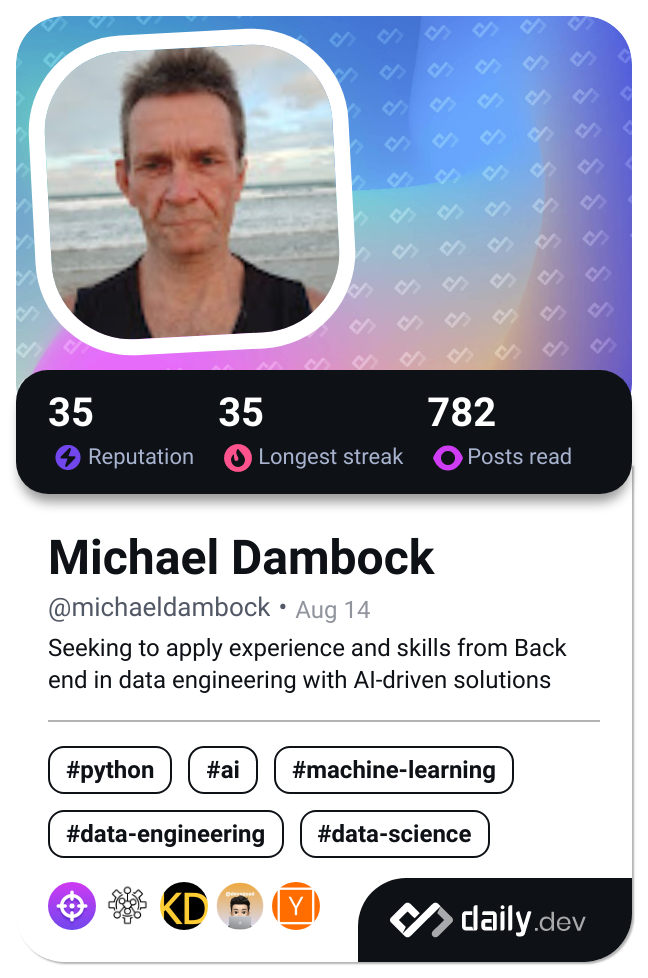 35 35 782
Reputation Longest streak Posts read
Michael Dambock
@michaeldambock • Aug 14
Seeking to apply experience and skills from Back
end in data engineering with AI-driven solutions
#python #ai #machine-learning
#data-engineering #data-science
KD Y
daily.dev